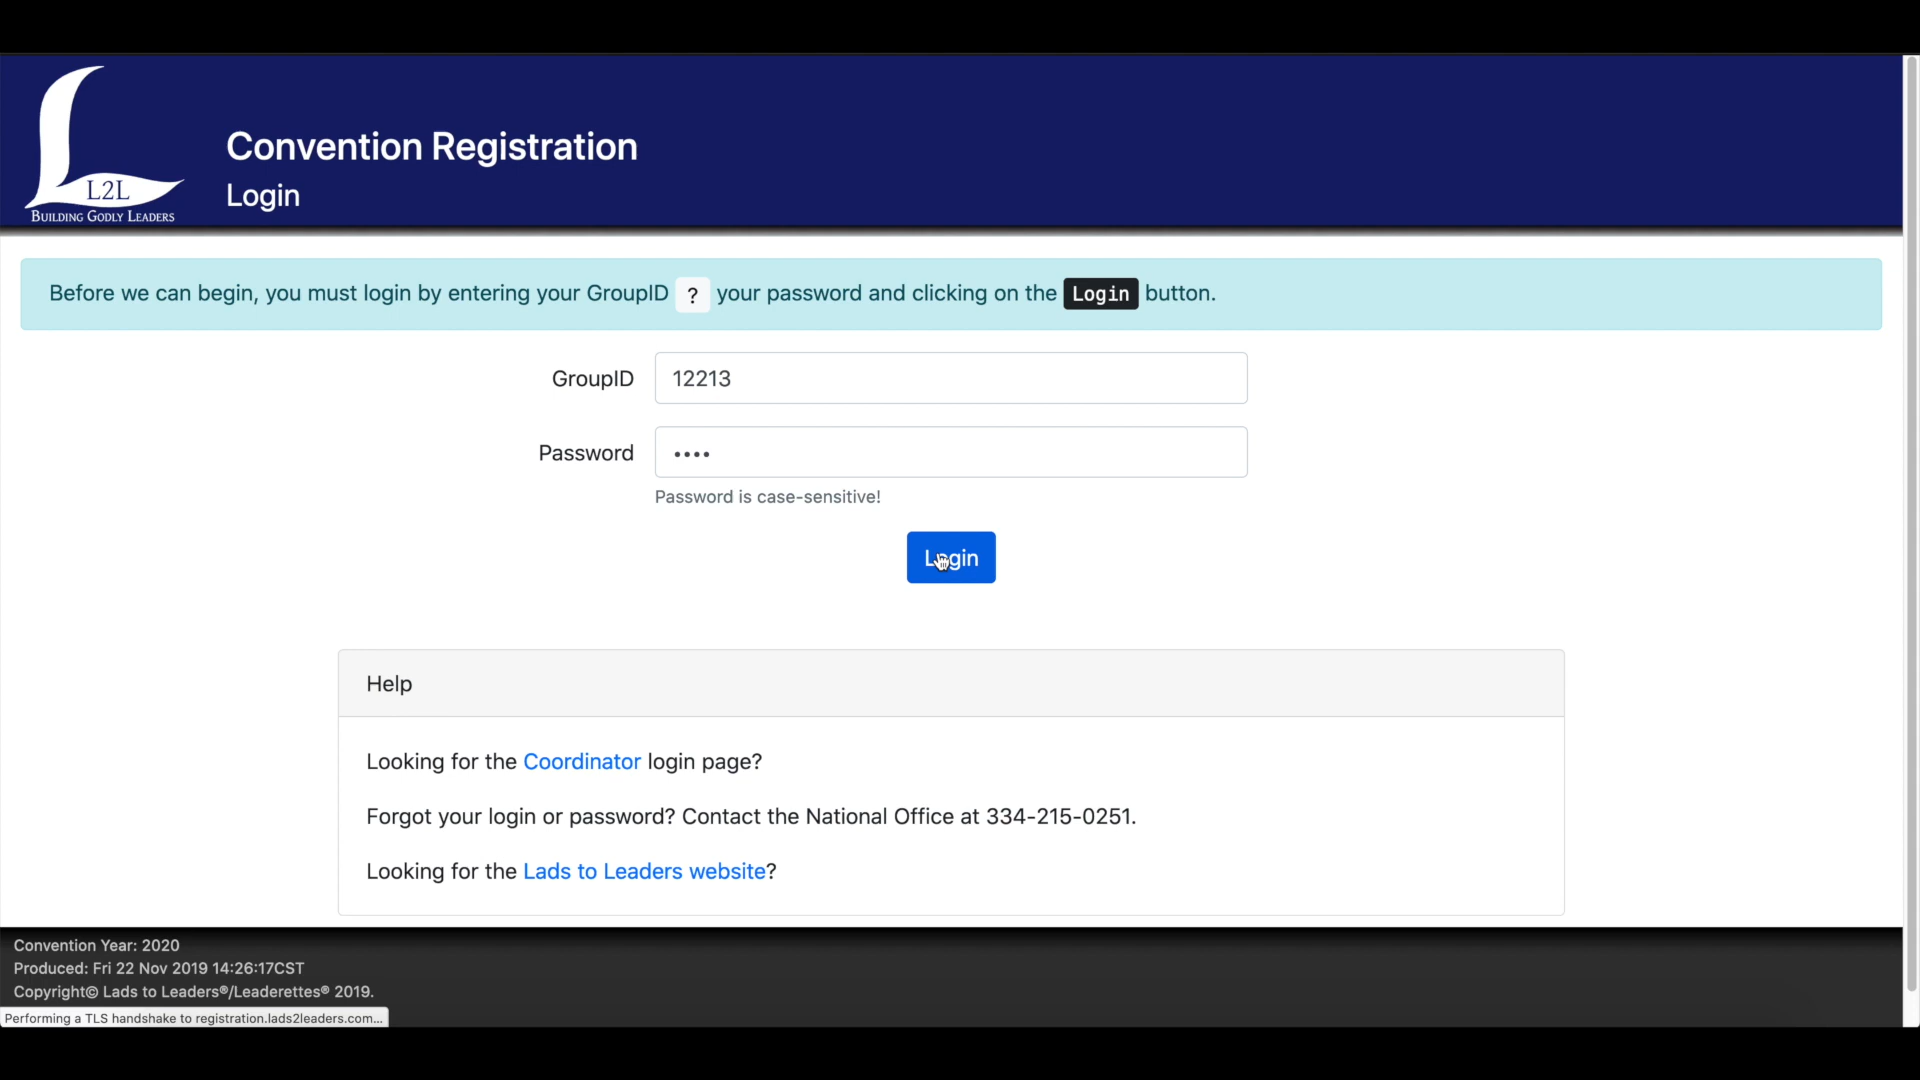 L2L
BUILDING GODLY LEADERS
Convention Registration
Login
Before we can begin, you must login by entering your GroupID ? your password and clicking on the Login button.
GroupID 12213
Password ••••
Password is case-sensitive!
Login
Help
Looking for the Coordinator login page?
Forgot your login or password? Contact the National Office at 334-215-0251.
Looking for the Lads to Leaders website?
Convention Year: 2020
Produced: Fri 22 Nov 2019 14:26:17CST
Copyright© Lads to Leaders®/Leaderettes® 2019.
Performing a TLS handshake to registration.lads2leaders.com...